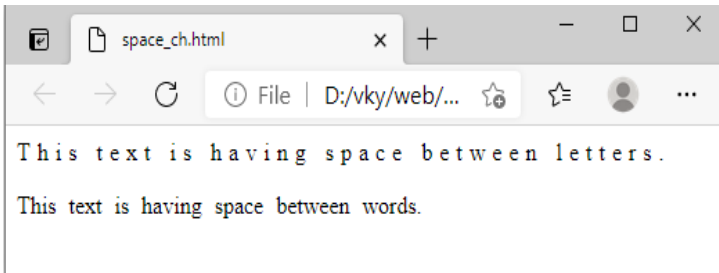 space_ch.html
File | D:/vky/web/...
This text is having space between letters.
This text is having space between words.